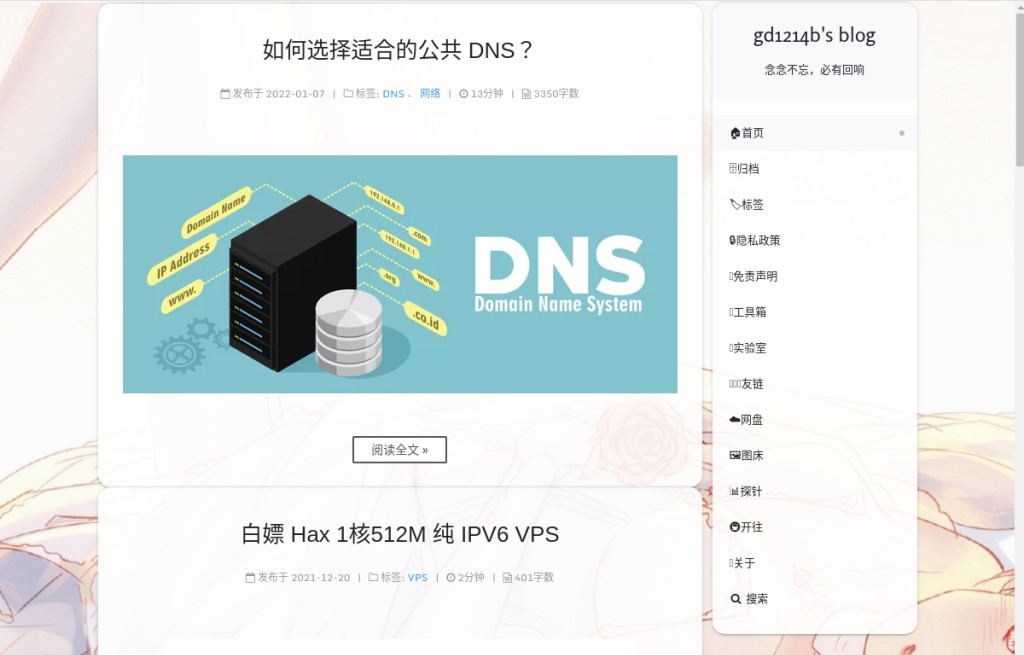 如何选择适合的公共 DNS？
发布于 2022-01-07 | 标签: DNS 、 网络 | 13分钟 | 3350字数
Domain Name
IP Address
www.
192.168.0.1
.com
192.168.1.1
www.
.org
.co.id
DNS
Domain Name System
阅读全文 »
白嫖 Hax 1核512M 纯 IPV6 VPS
发布于 2021-12-20 | 标签: VPS | 2分钟 | 401字数
gd1214b's blog
念念不忘，必有回响
首页
归档
标签
隐私政策
免责声明
工具箱
实验室
友链
网盘
图床
探针
开往
关于
搜索